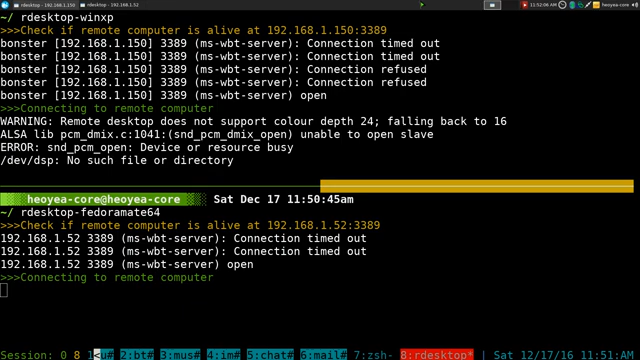 rdesktop - 192.168.1.150
rdesktop - 192.168.1.52
11:52:06 AM
heoyea-core
~/ rdesktop-winxp
>>>Check if remote computer is alive at 192.168.1.150:3389
bonster [192.168.1.150] 3389 (ms-wbt-server): Connection timed out
bonster [192.168.1.150] 3389 (ms-wbt-server): Connection timed out
bonster [192.168.1.150] 3389 (ms-wbt-server): Connection refused
bonster [192.168.1.150] 3389 (ms-wbt-server): Connection refused
bonster [192.168.1.150] 3389 (ms-wbt-server) open
>>>Connecting to remote computer
WARNING: Remote desktop does not support colour depth 24; falling back to 16
ALSA lib pcm_dmix.c:1041:(snd_pcm_dmix_open) unable to open slave
ERROR: snd_pcm_open: Device or resource busy
/dev/dsp: No such file or directory
heoyea-core@heoyea-core Sat Dec 17 11:50:45am
~/ rdesktop-fedoramate64
>>>Check if remote computer is alive at 192.168.1.52:3389
192.168.1.52 3389 (ms-wbt-server): Connection timed out
192.168.1.52 3389 (ms-wbt-server): Connection timed out
192.168.1.52 3389 (ms-wbt-server) open
>>>Connecting to remote computer
Session: 0 8 1<u# 2:bt# 3:mus# 4:im# 5:chat# 6:mail# 7:zsh- 8:rdesktop* | Sat 12/17/16 11:51:AM